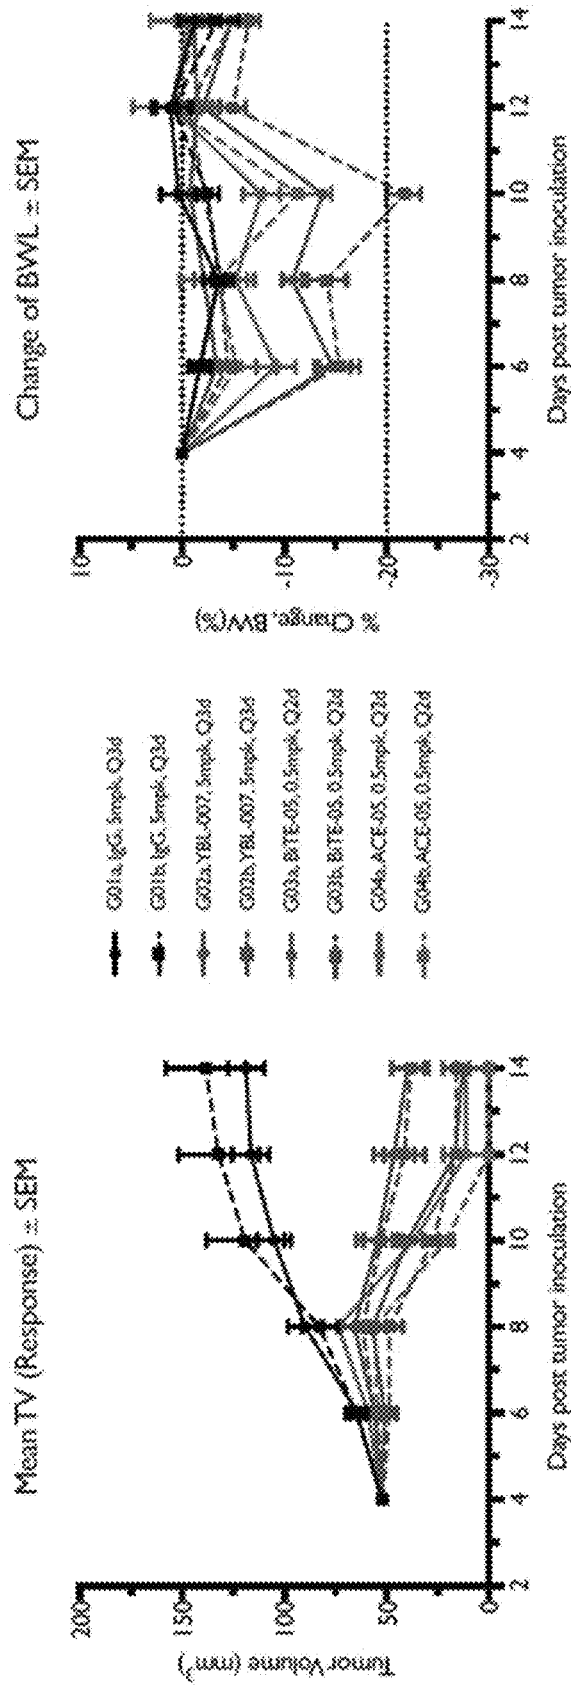 Mean TV (Response) ± SEM
Tumor Volume (mm³)
200
150
100
50
0
2
4
6
8
10
12
14
Days post tumor inoculation
G01a, IgG, 5mpk, Q3d
G01b, IgG, 5mpk, Q3d
G02a, YBL-007, 5mpk, Q3d
G02b, YBL-007, 5mpk, Q3d
G03a, BiTE-05, 0.5mpk, Q2d
G03b, BiTE-05, 0.5mpk, Q2d
G04a, ACE-05, 0.5mpk, Q2d
G04b, ACE-05, 0.5mpk, Q2d
Change of BWL ± SEM
% Change, BW(%)
10
0
-10
-20
-30
2
4
6
8
10
12
14
Days post tumor inoculation